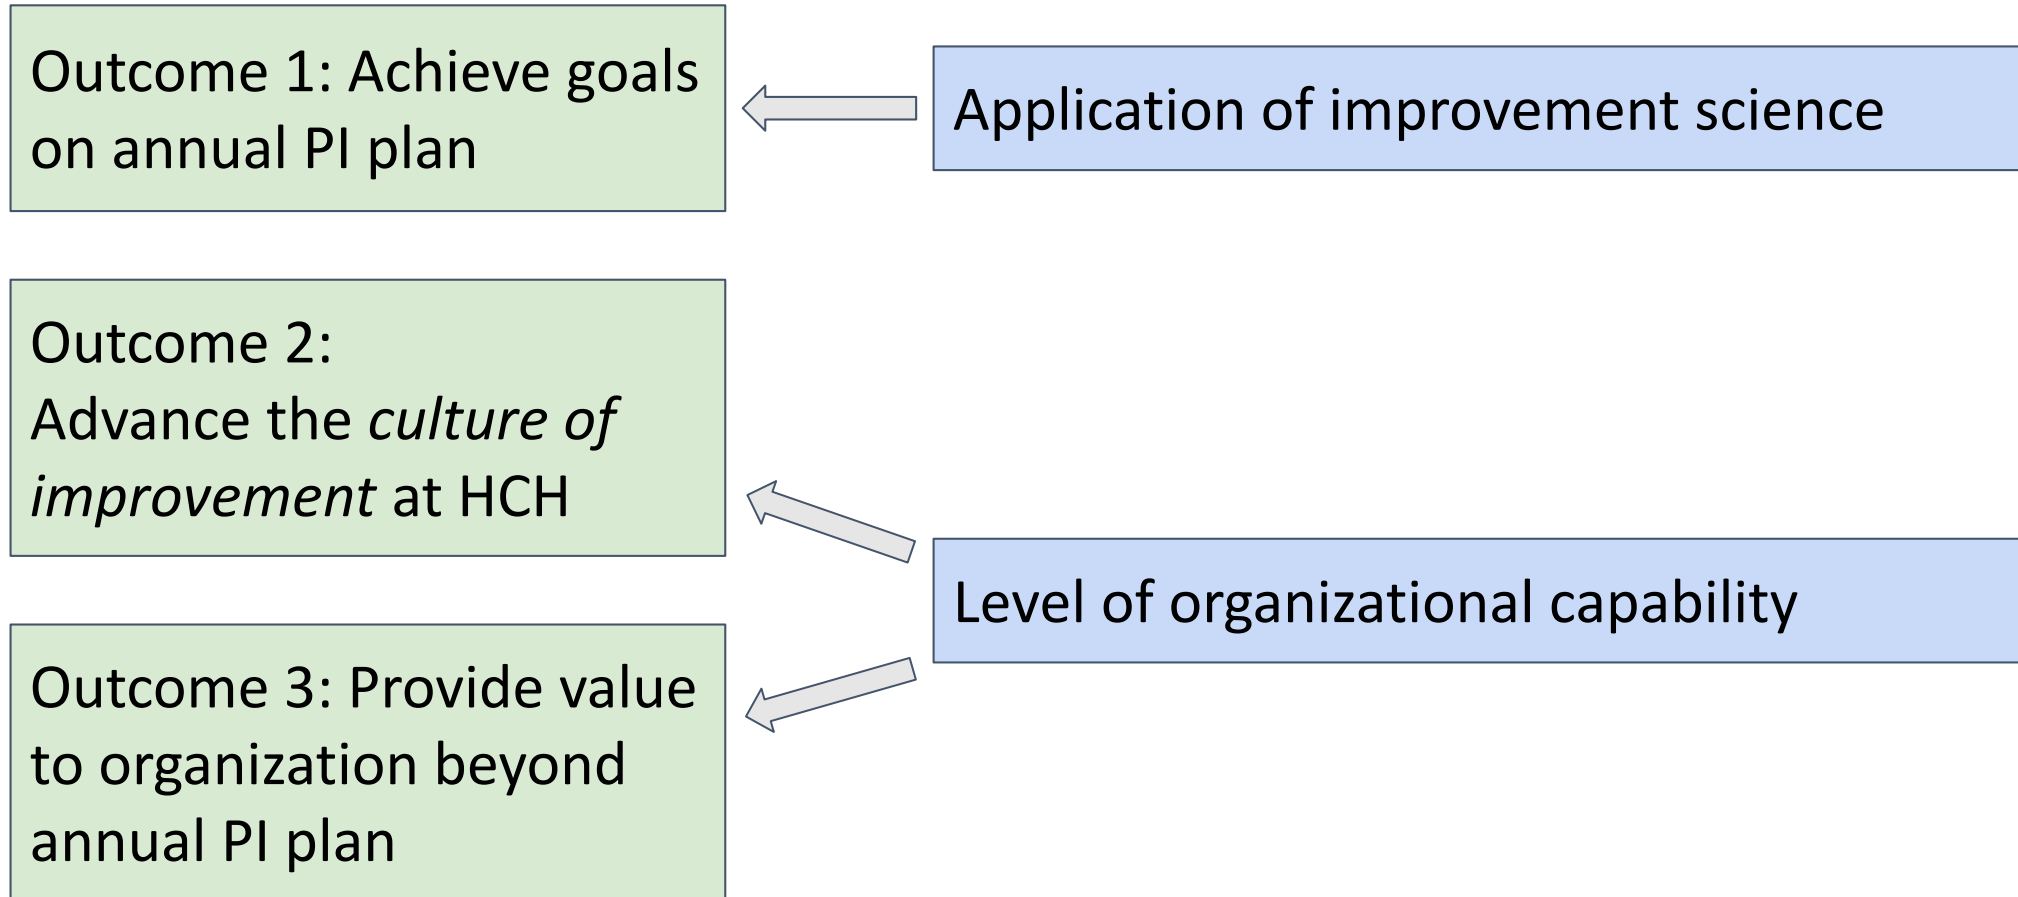 Outcome 1: Achieve goals
on annual PI plan
Application of improvement science
Outcome 2:
Advance the culture of
improvement at HCH
Level of organizational capability
Outcome 3: Provide value
to organization beyond
annual PI plan